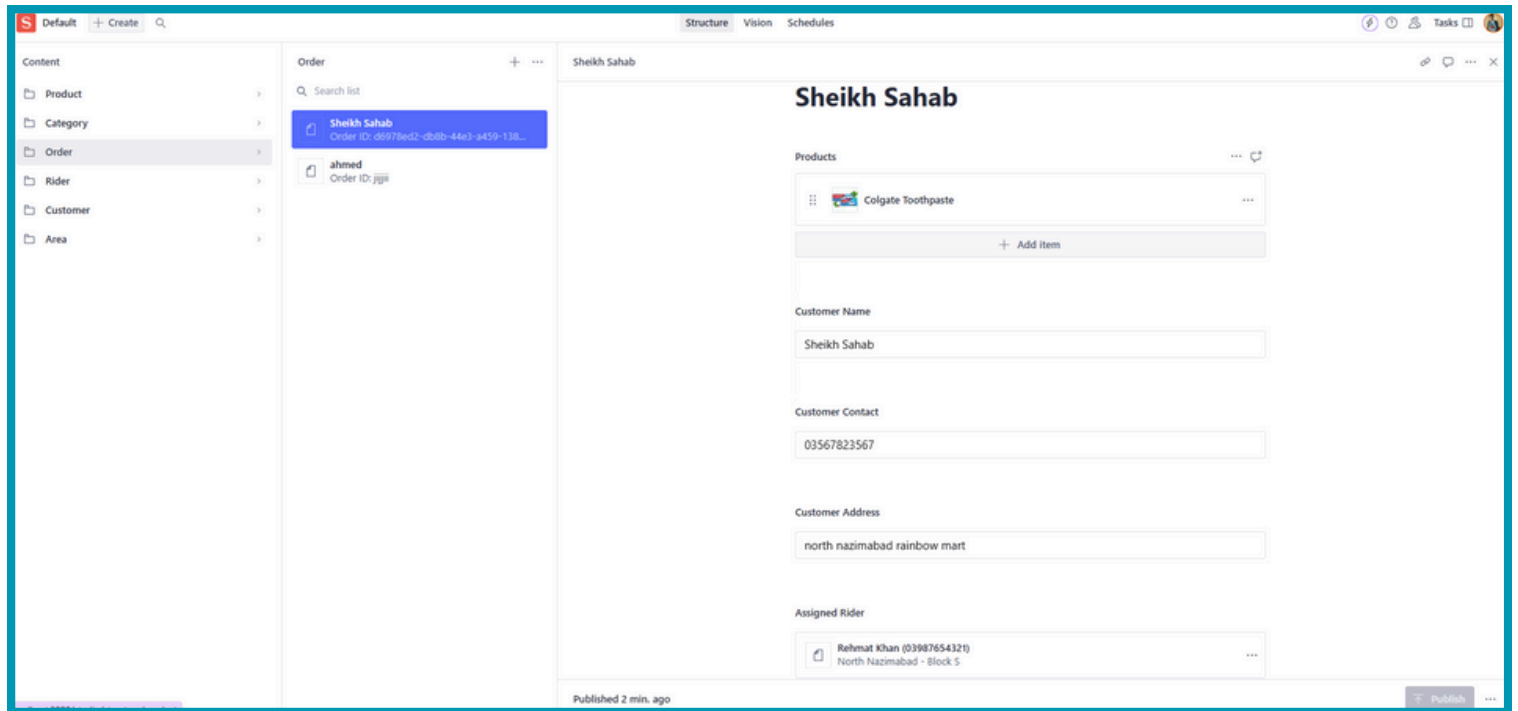 S Default + Create
Structure Vision Schedules
Tasks
Content
Product
Category
Order
Rider
Customer
Area
Order
Search list
Sheikh Sahab
Order ID: d6978ed2-db8b-44e3-a459-138...
ahmed
Order ID: jijjii
Sheikh Sahab
Sheikh Sahab
Products
Colgate Toothpaste
+ Add item
Customer Name
Sheikh Sahab
Customer Contact
03567823567
Customer Address
north nazimabad rainbow mart
Assigned Rider
Rehmat Khan (03987654321)
North Nazimabad - Block S
Published 2 min. ago
Publish